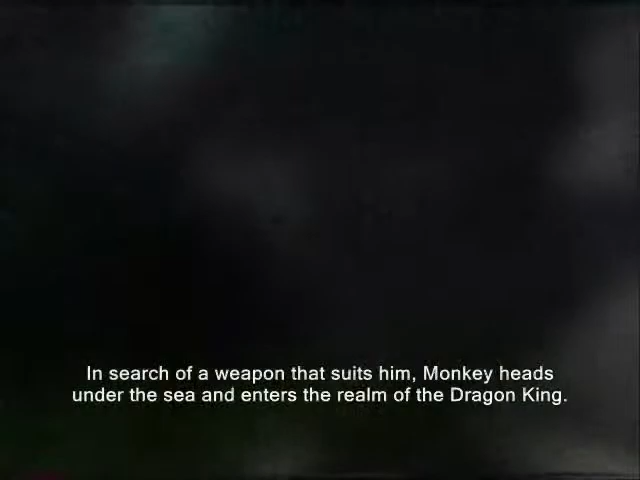 In search of a weapon that suits him, Monkey heads
under the sea and enters the realm of the Dragon King.